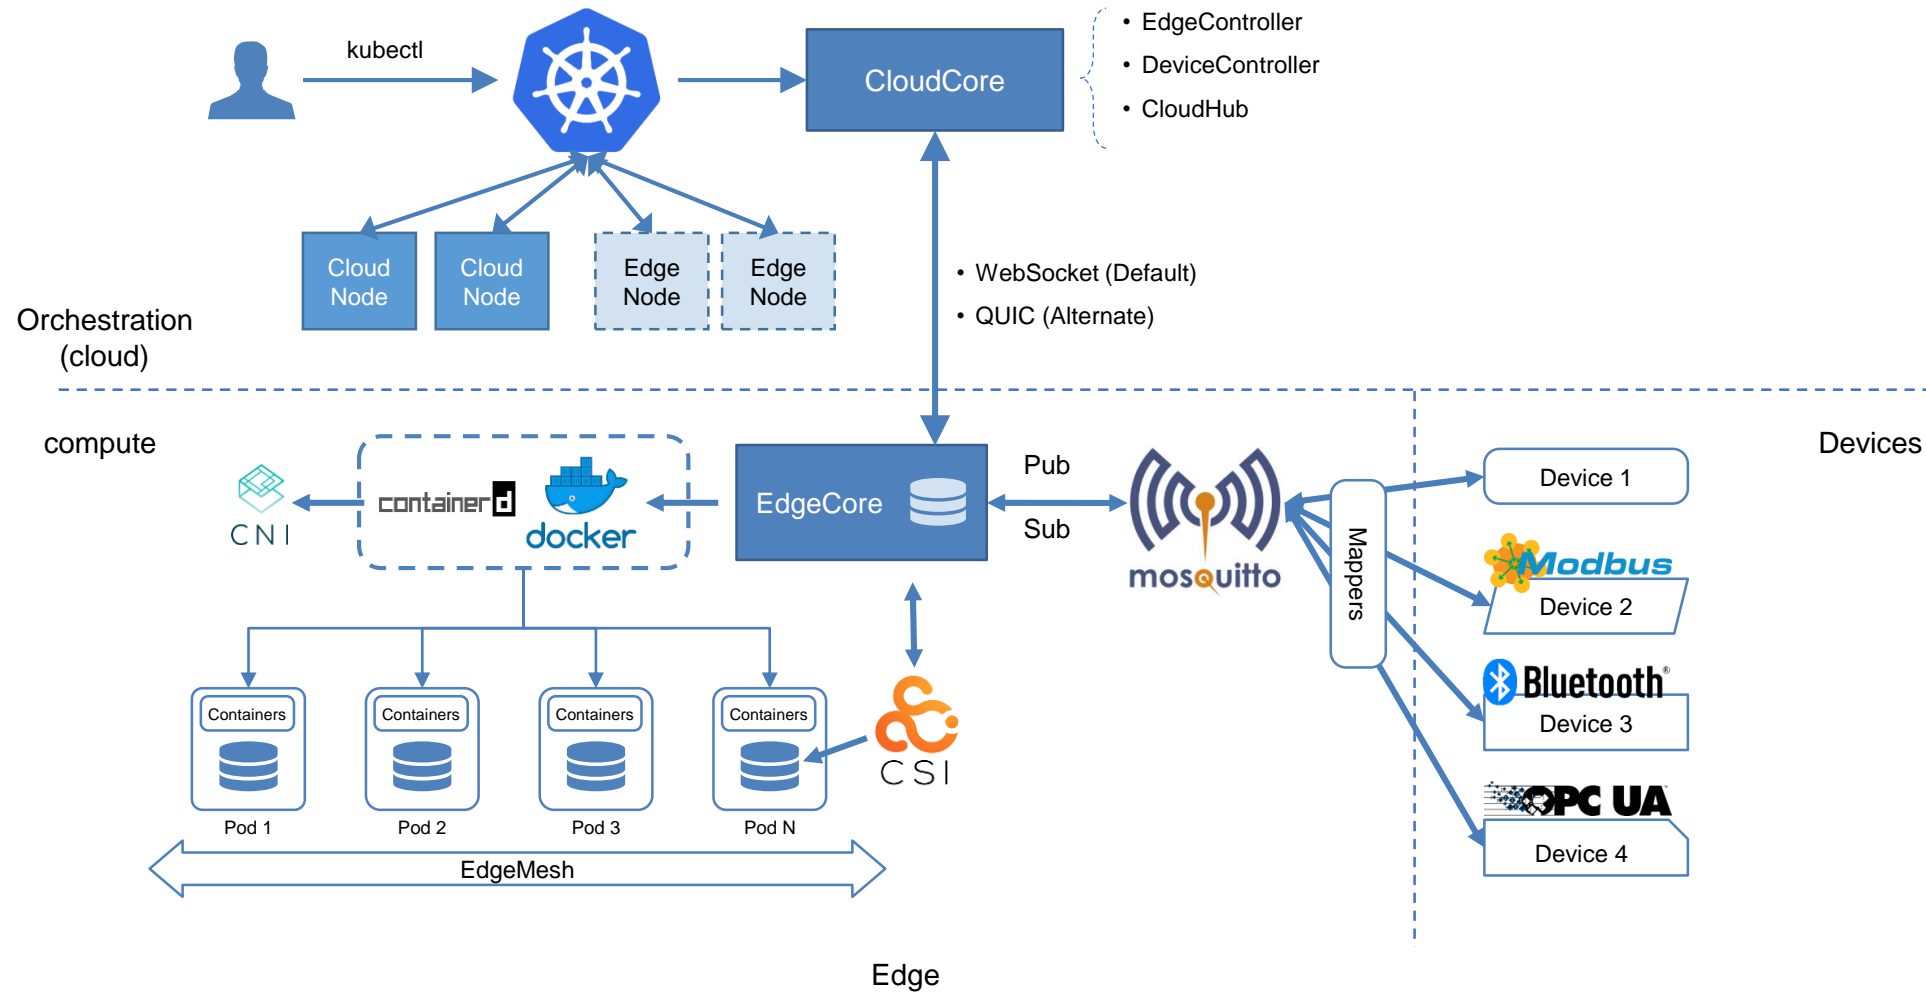 kubectl
CloudCore
• EdgeController
• DeviceController
• CloudHub
Cloud
Node
Cloud
Node
Edge
Node
Edge
Node
• WebSocket (Default)
• QUIC (Alternate)
Orchestration
(cloud)
compute
Devices
CNI
containerd
docker
EdgeCore
Pub
Sub
mosquitto
Mappers
Device 1
Modbus
Device 2
Bluetooth®
Device 3
OPC UA
Device 4
Containers
Containers
Containers
Containers
CSI
Pod 1
Pod 2
Pod 3
Pod N
EdgeMesh
Edge